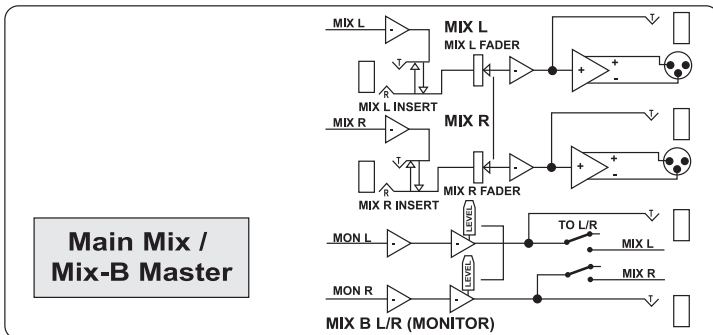 MIX L
MIX L
MIX L FADER
T
T
+
+
-
-
-
-
R
MIX L INSERT
MIX R
MIX R
T
T
+
+
-
-
-
-
R
MIX R INSERT
MIX R FADER
Main Mix /
Mix-B Master
LEVEL
TO L/R
T
MON L
-
-
MIX L
LEVEL
MIX R
MON R
-
-
T
MIX B L/R (MONITOR)